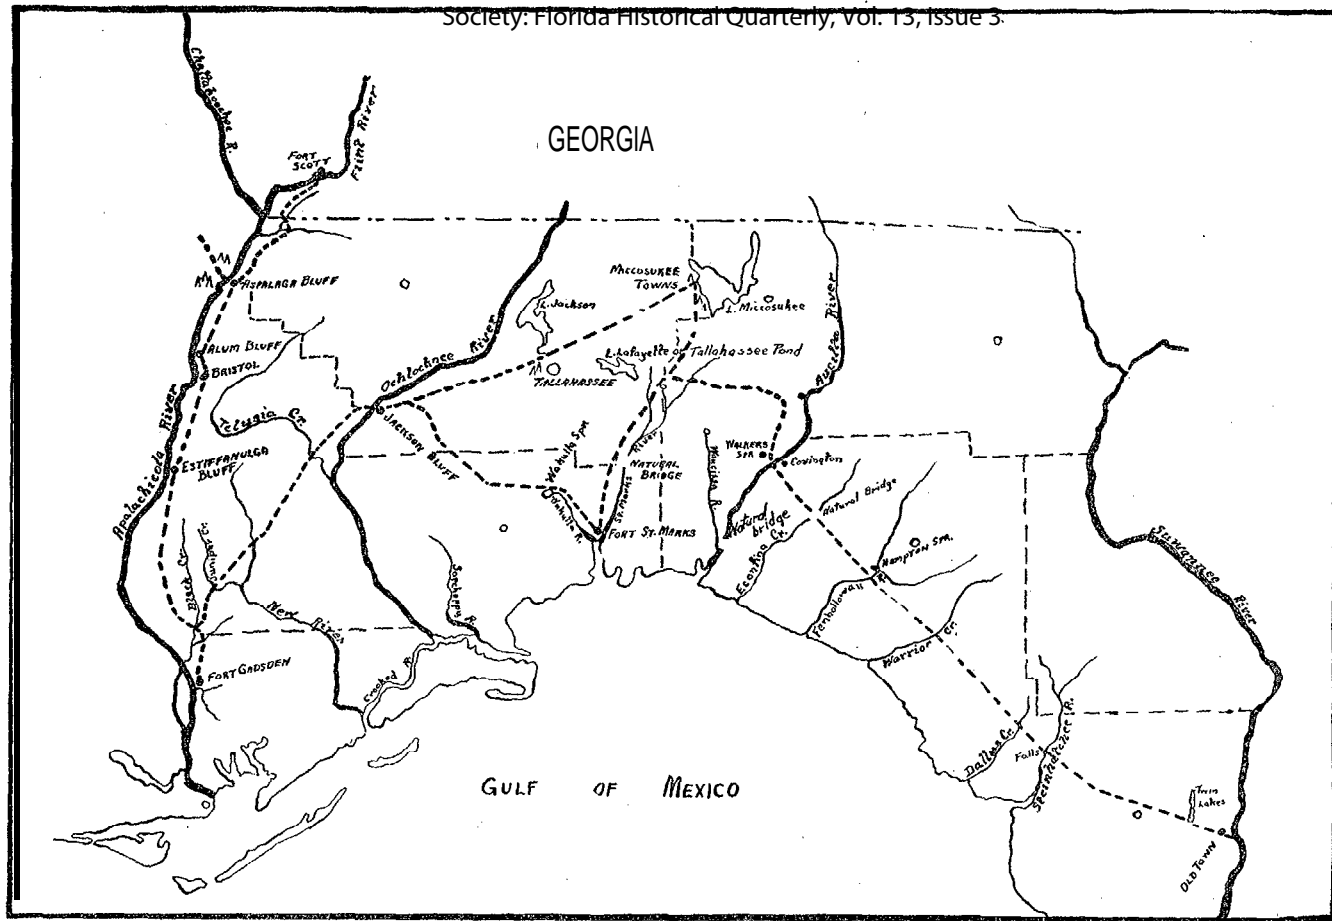 Society: Florida Historical Quarterly, Vol. 13, Issue 3
Chattahoochee R.
Flint River
GEORGIA
FORT
SCOTT
MICCOSUKEE
TOWNS
ASPALAGA BLUFF
L. Jackson
L. Miccosukee
Ochlochnee River
Aucilla River
ALUM BLUFF
L. Lafayette or Tallahassee Pond
BRISTOL
TALLAHASSEE
Apalachicola River
Telugia Cr.
JACKSON BLUFF
Wakulla Spr.
River
WALKERS
SPR.
Covington
ESTIFFANULGA
BLUFF
NATURAL
BRIDGE
St. Marks
Wacissa R.
Natural Bridge
Wakulla R.
FORT ST. MARKS
Natural
bridge
Econfina Cr.
HAMPTON SPR.
Suwannee
River
Black Cr.
Sopchoppy
R.
Fenholloway R.
New
River
Warrior Cr.
FORT GADSDEN
Crooked R.
Steinhatchee R.
Dallus Cr.
Falls
GULF OF MEXICO
Twin
Lakes
OLD TOWN